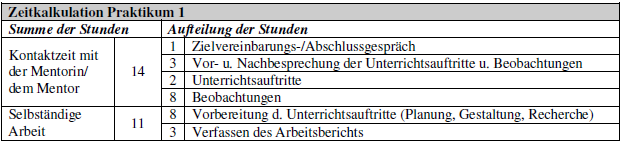 Zeitkalkulation Praktikum 1
Summe der Stunden Aufteilung der Stunden
Kontaktzeit mit der Mentorin/ dem Mentor 14
1 Zielvereinbarungs-/Abschlussgespräch
3 Vor- u. Nachbesprechung der Unterrichtsauftritte u. Beobachtungen
2 Unterrichtsauftritte
8 Beobachtungen
Selbständige Arbeit 11
8 Vorbereitung d. Unterrichtsauftritte (Planung, Gestaltung, Recherche)
3 Verfassen des Arbeitsberichts